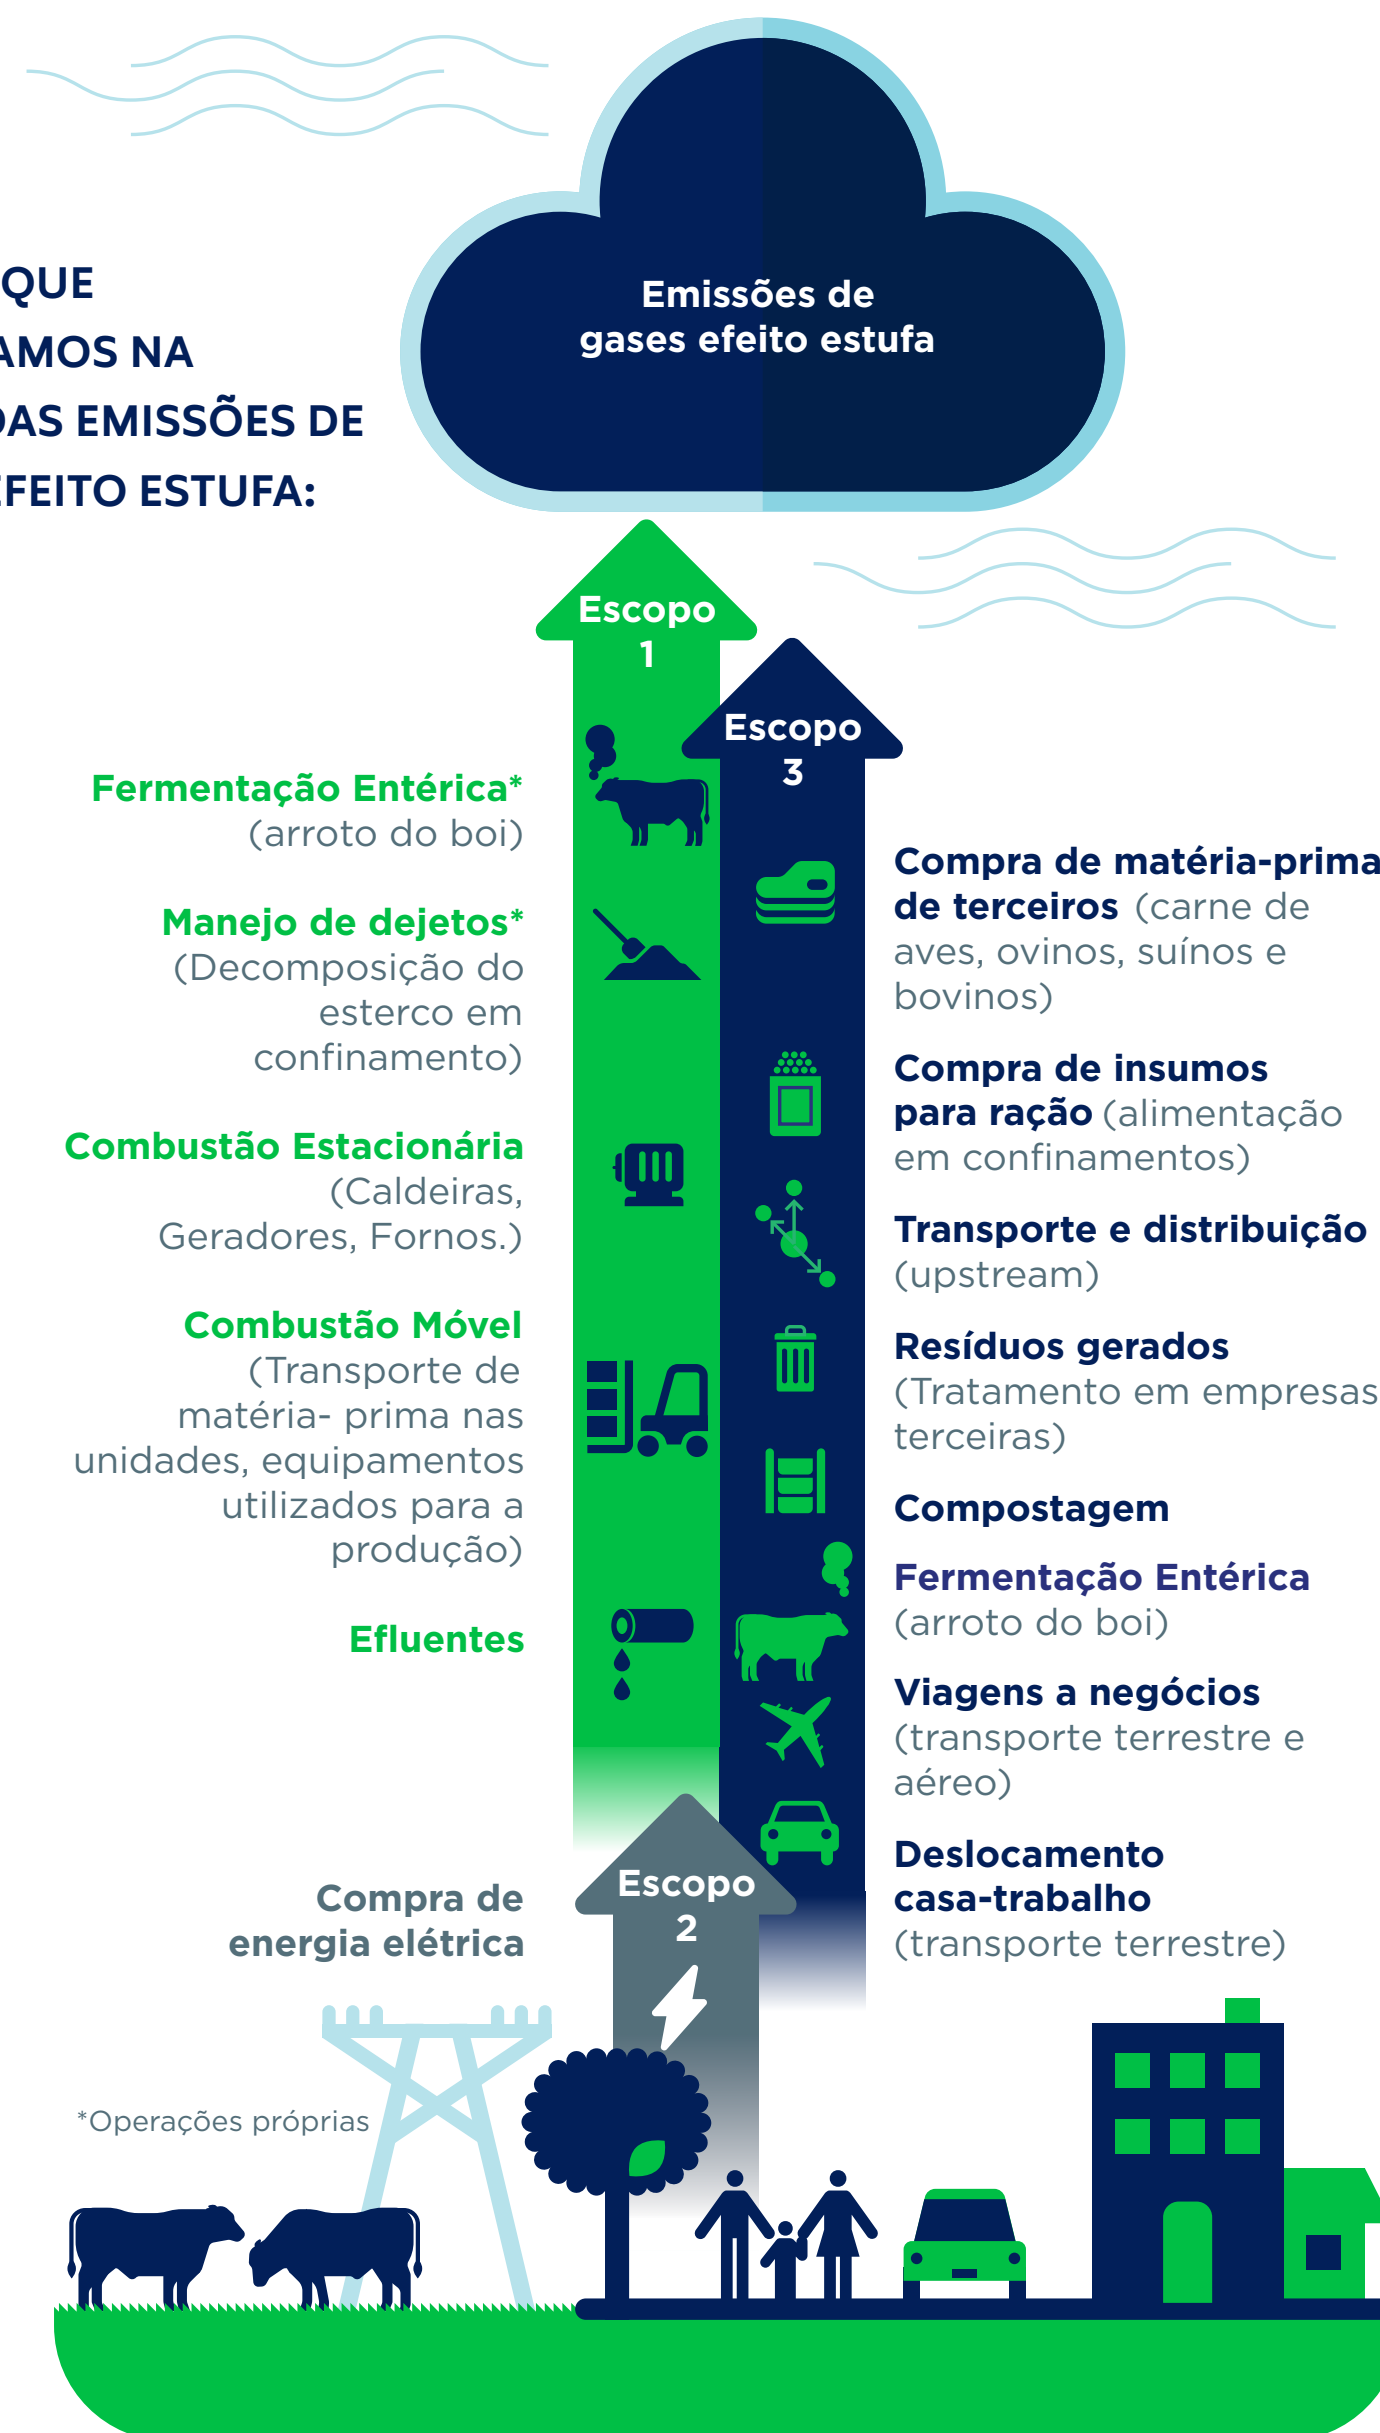 QUE
AMOS NA
DAS EMISSÕES DE
EFEITO ESTUFA:
Emissões de
gases efeito estufa
Escopo
1
Fermentação Entérica*
(arroto do boi)
Manejo de dejetos*
(Decomposição do
esterco em
confinamento)
Combustão Estacionária
(Caldeiras,
Geradores, Fornos.)
Combustão Móvel
(Transporte de
matéria- prima nas
unidades, equipamentos
utilizados para a
produção)
Efluentes
Escopo
3
Compra de matéria-prima
de terceiros (carne de
aves, ovinos, suínos e
bovinos)
Compra de insumos
para ração (alimentação
em confinamentos)
Transporte e distribuição
(upstream)
Resíduos gerados
(Tratamento em empresas
terceiras)
Compostagem
Fermentação Entérica
(arroto do boi)
Viagens a negócios
(transporte terrestre e
aéreo)
Deslocamento
casa-trabalho
(transporte terrestre)
Escopo
2
Compra de
energia elétrica
*Operações próprias